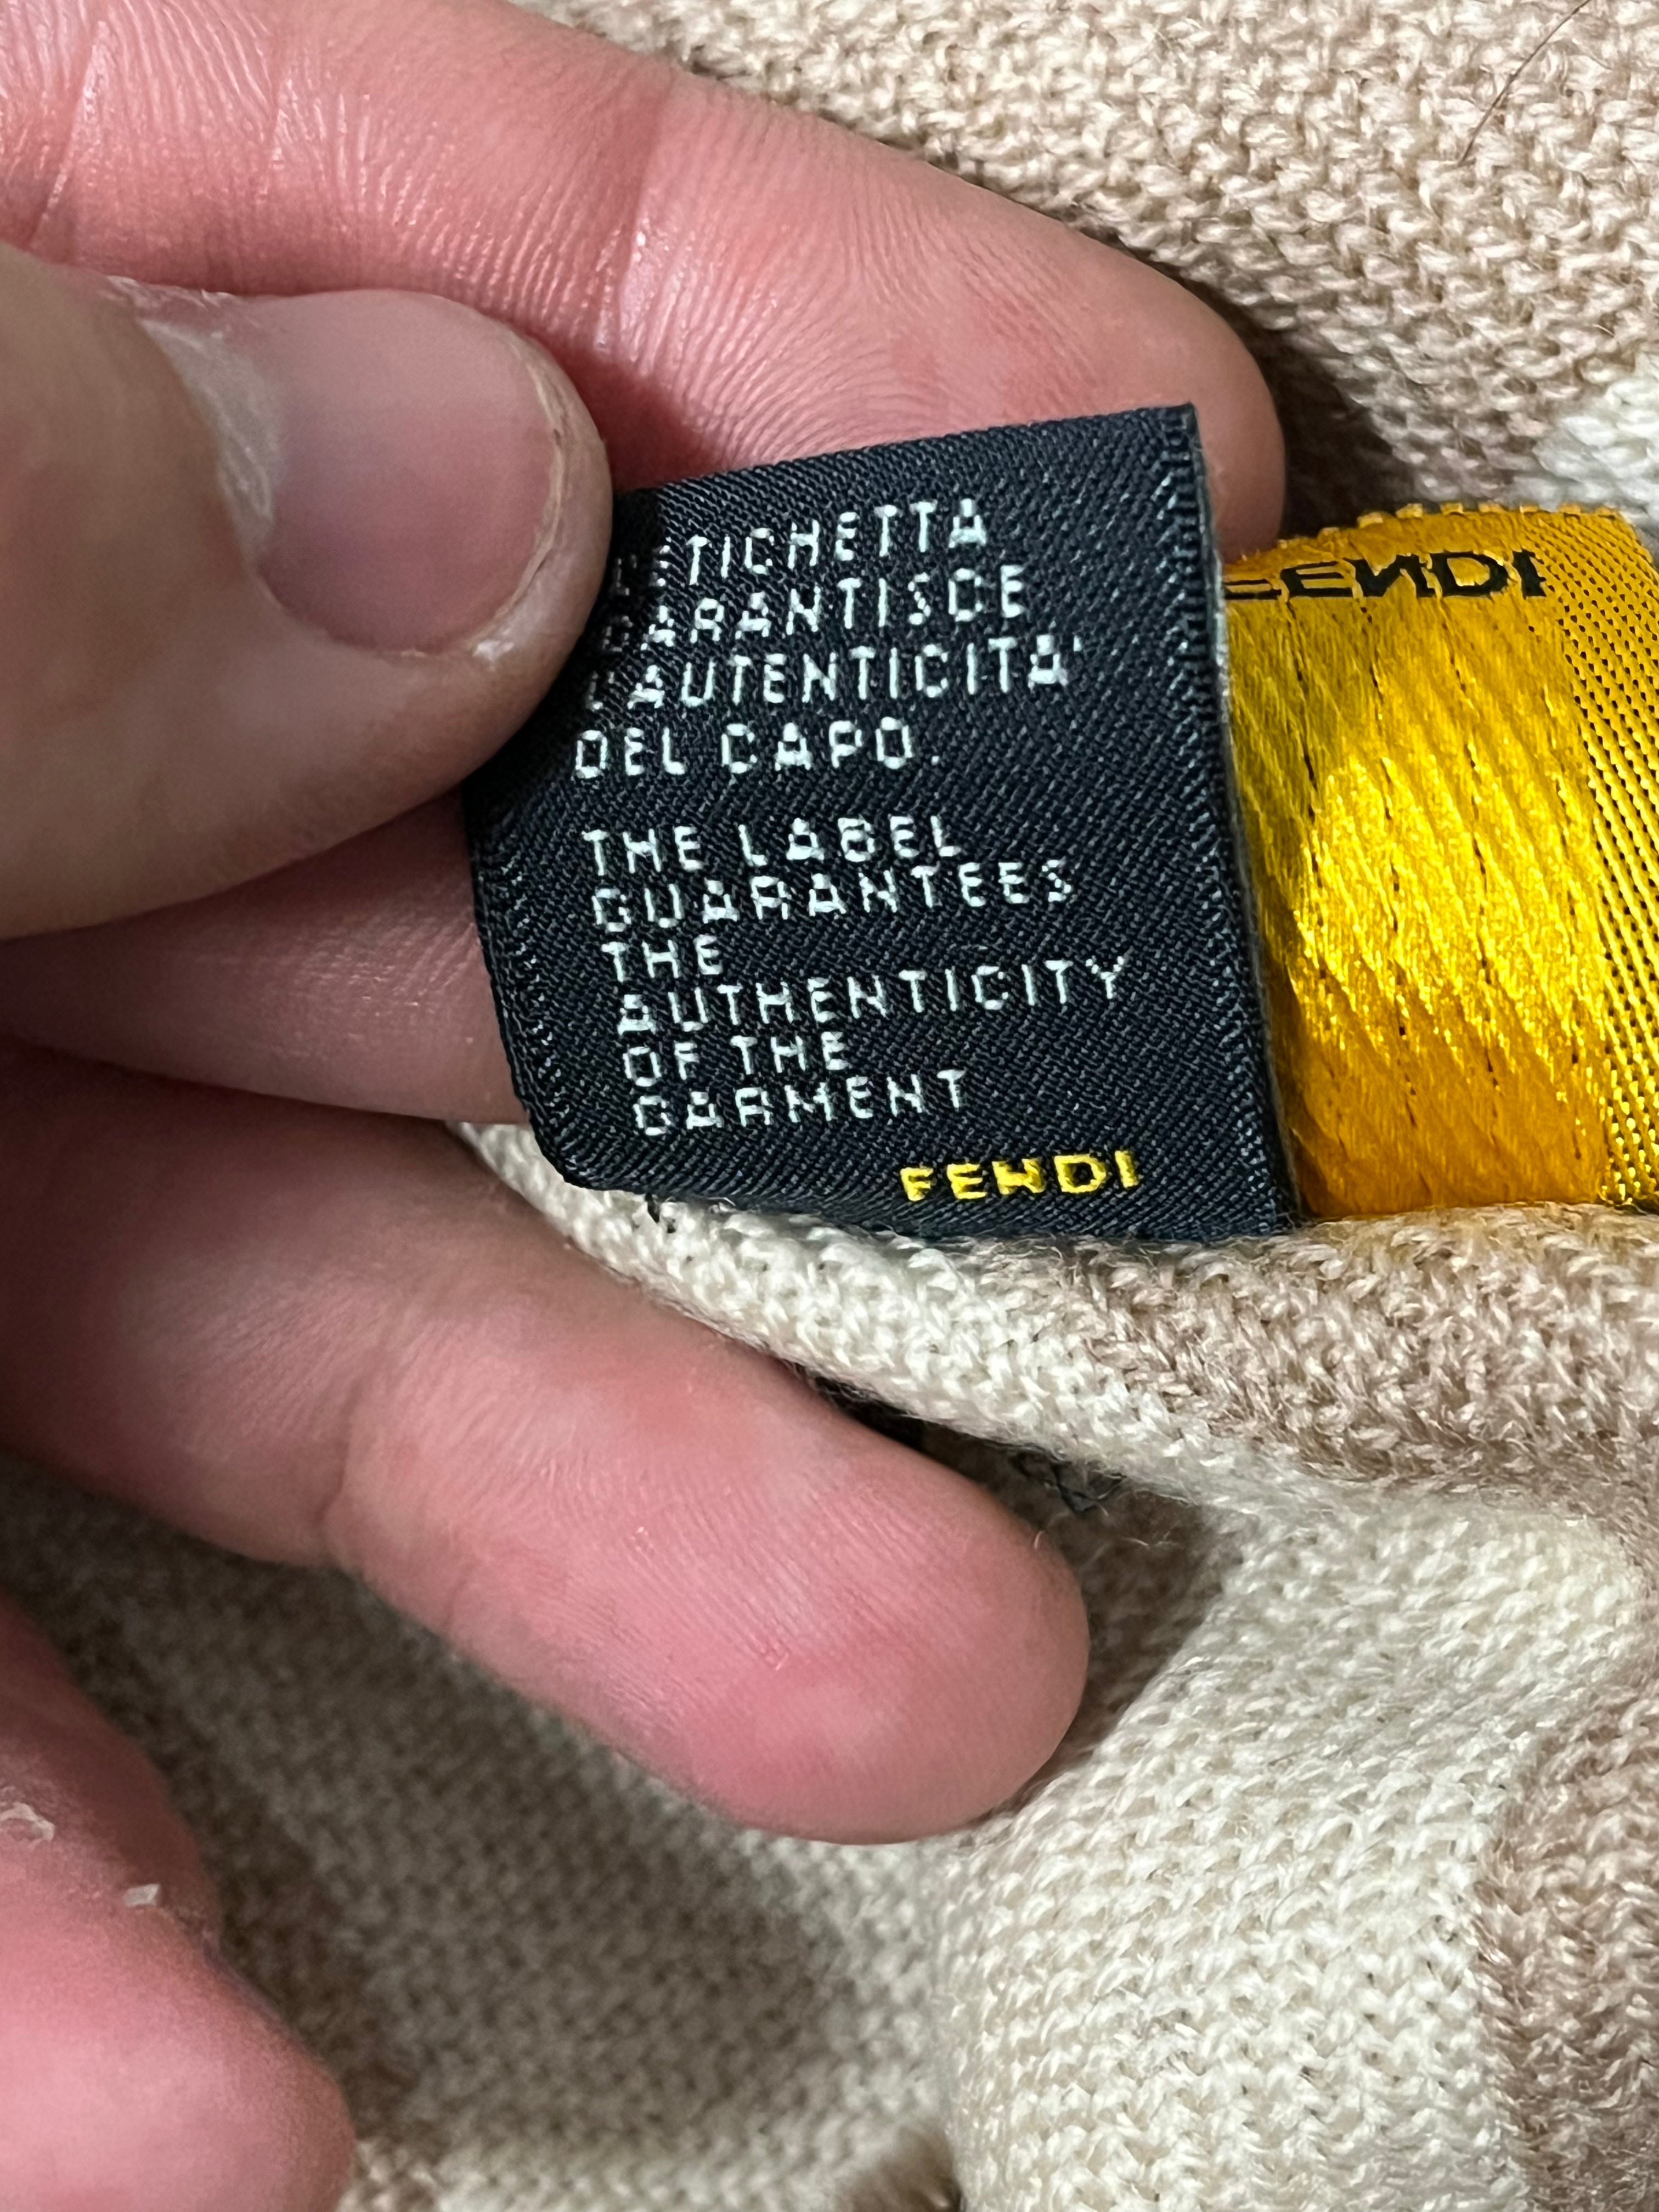 L'ETICHETTA
GARANTISCE
L'AUTENTICITA'
DEL CAPO.
THE LABEL
GUARANTEES
THE
AUTHENTICITY
OF THE
GARMENT
FENDI
FENDI